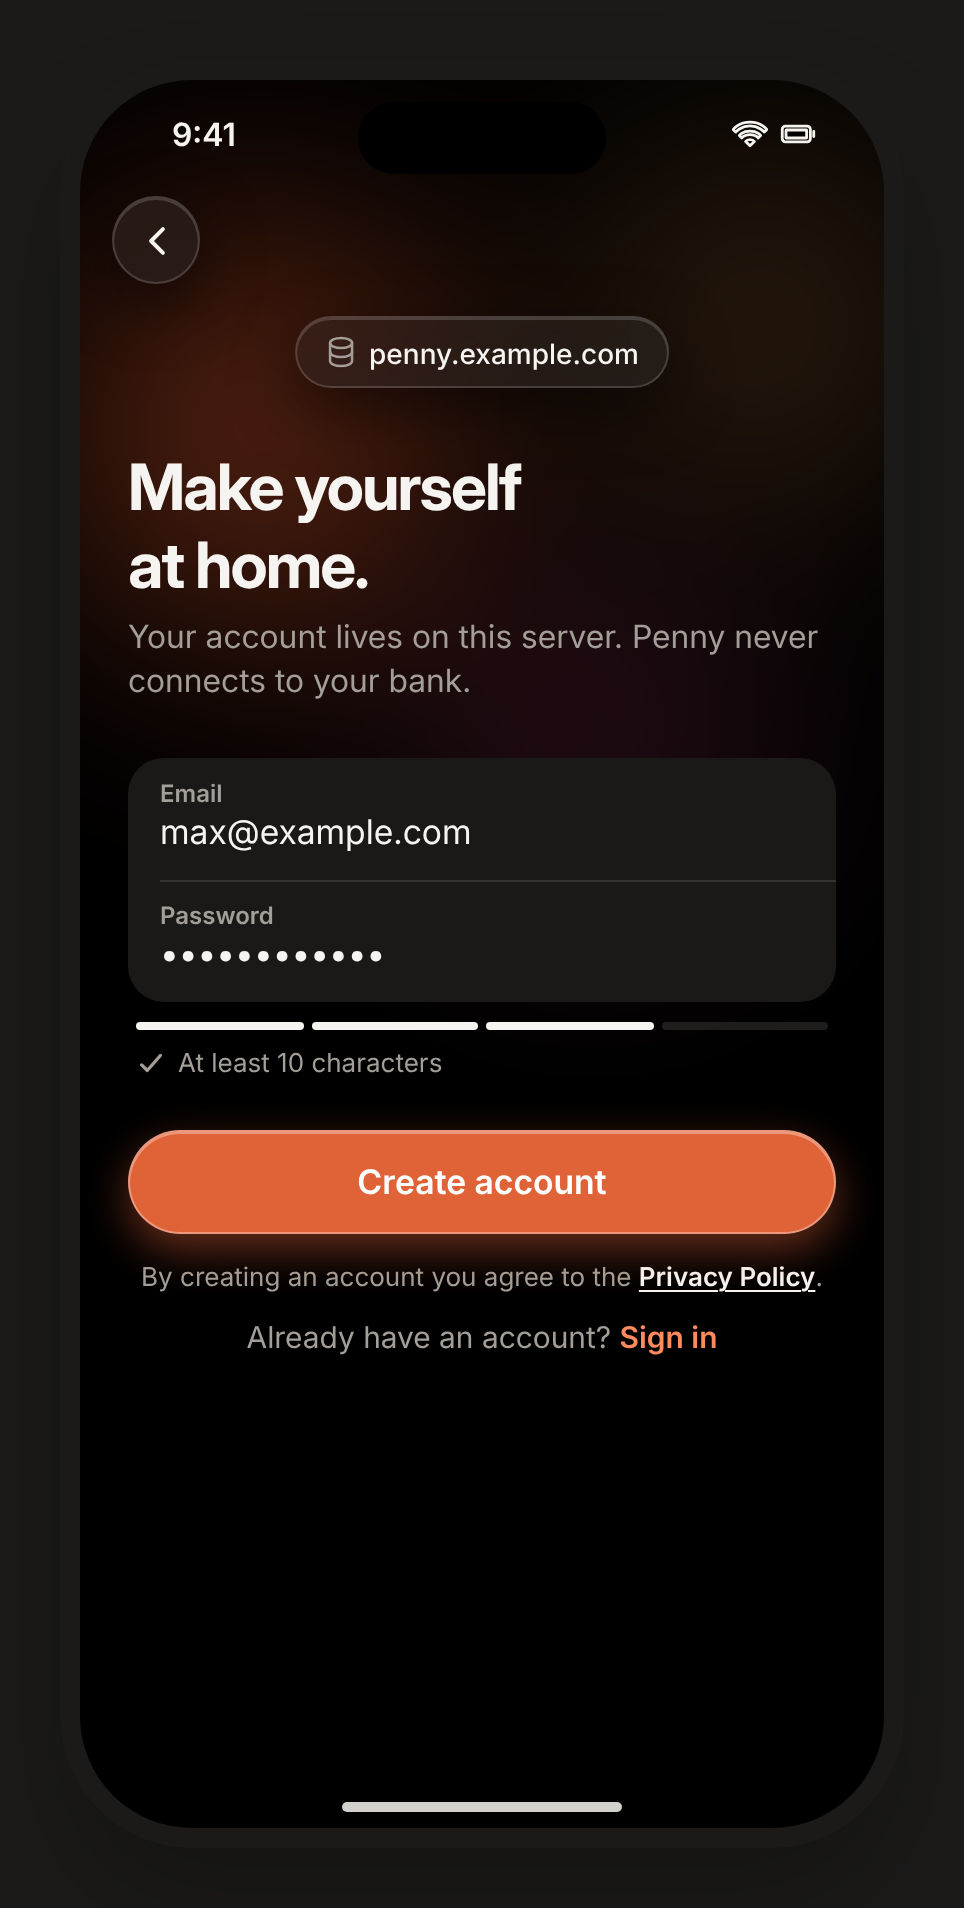 9:41
penny.example.com
Make yourself
at home.
Your account lives on this server. Penny never
connects to your bank.
Email
max@example.com
Password
••••••••••••
At least 10 characters
Create account
By creating an account you agree to the Privacy Policy.
Already have an account? Sign in